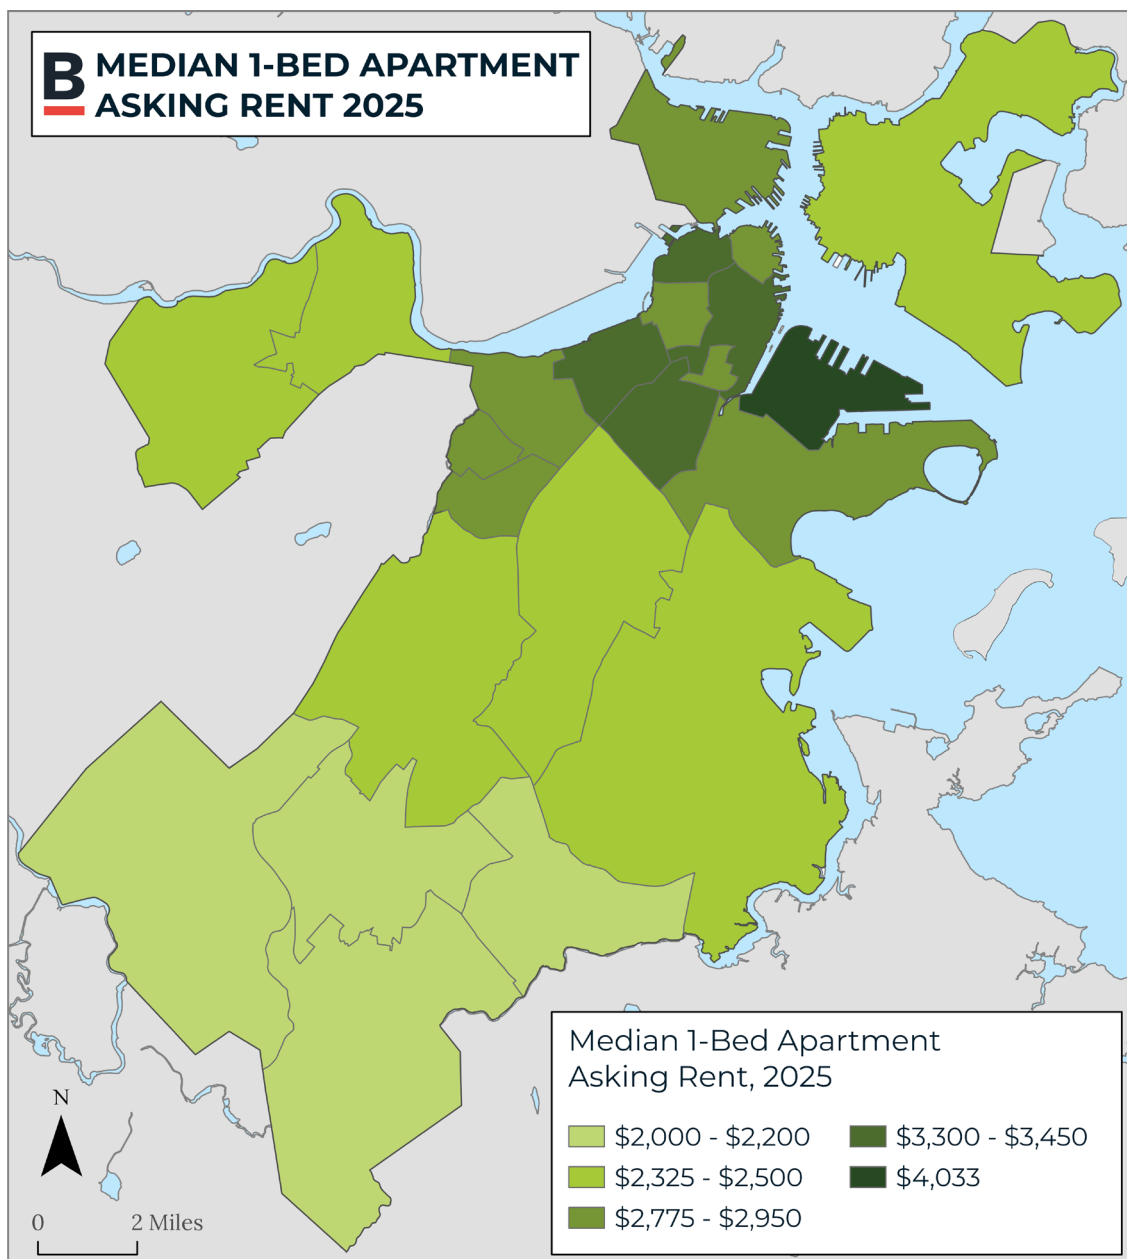 B MEDIAN 1-BED APARTMENT
ASKING RENT 2025
Median 1-Bed Apartment
Asking Rent, 2025
$2,000 - $2,200
$2,325 - $2,500
$2,775 - $2,950
$3,300 - $3,450
$4,033
N
0 2 Miles